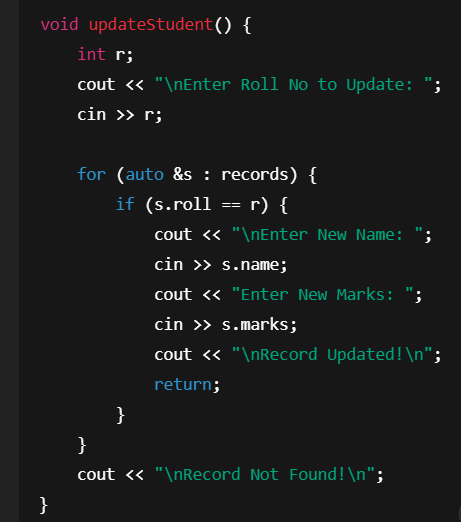 void updateStudent() {
    int r;
    cout << "\nEnter Roll No to Update: ";
    cin >> r;

    for (auto &s : records) {
        if (s.roll == r) {
            cout << "\nEnter New Name: ";
            cin >> s.name;
            cout << "Enter New Marks: ";
            cin >> s.marks;
            cout << "\nRecord Updated!\n";
            return;
        }
    }
    cout << "\nRecord Not Found!\n";
}